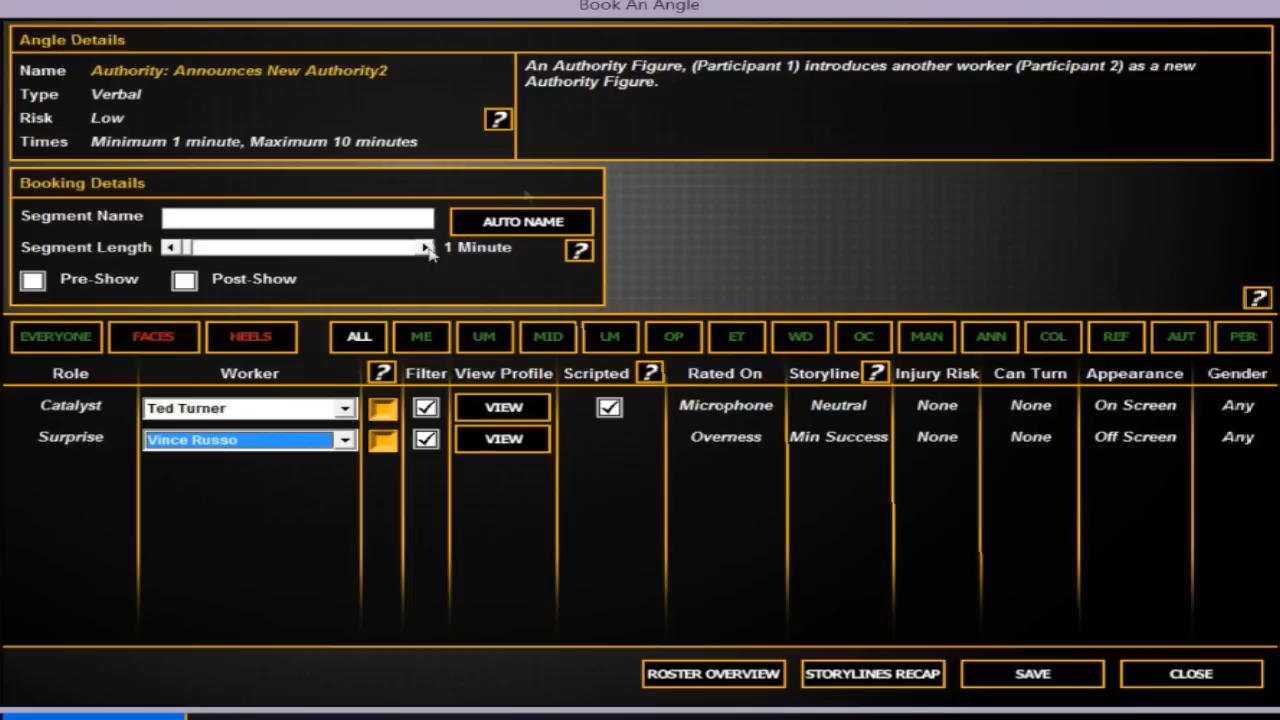 Book An Angle
Angle Details
Name Authority: Announces New Authority2
Type Verbal
Risk Low
Times Minimum 1 minute, Maximum 10 minutes
?
An Authority Figure, (Participant 1) introduces another worker (Participant 2) as a new
Authority Figure.
Booking Details
Segment Name
AUTO NAME
Segment Length 1 Minute ?
Pre-Show Post-Show
?
EVERYONE FACES HEELS ALL ME UM MID LM OP ET WD OC MAN ANN COL REF AUT PER
Role Worker ? Filter View Profile Scripted ? Rated On Storyline ? Injury Risk Can Turn Appearance Gender
Catalyst Ted Turner VIEW Microphone Neutral None None On Screen Any
Surprise Vince Russo VIEW Overness Min Success None None Off Screen Any
ROSTER OVERVIEW STORYLINES RECAP SAVE CLOSE